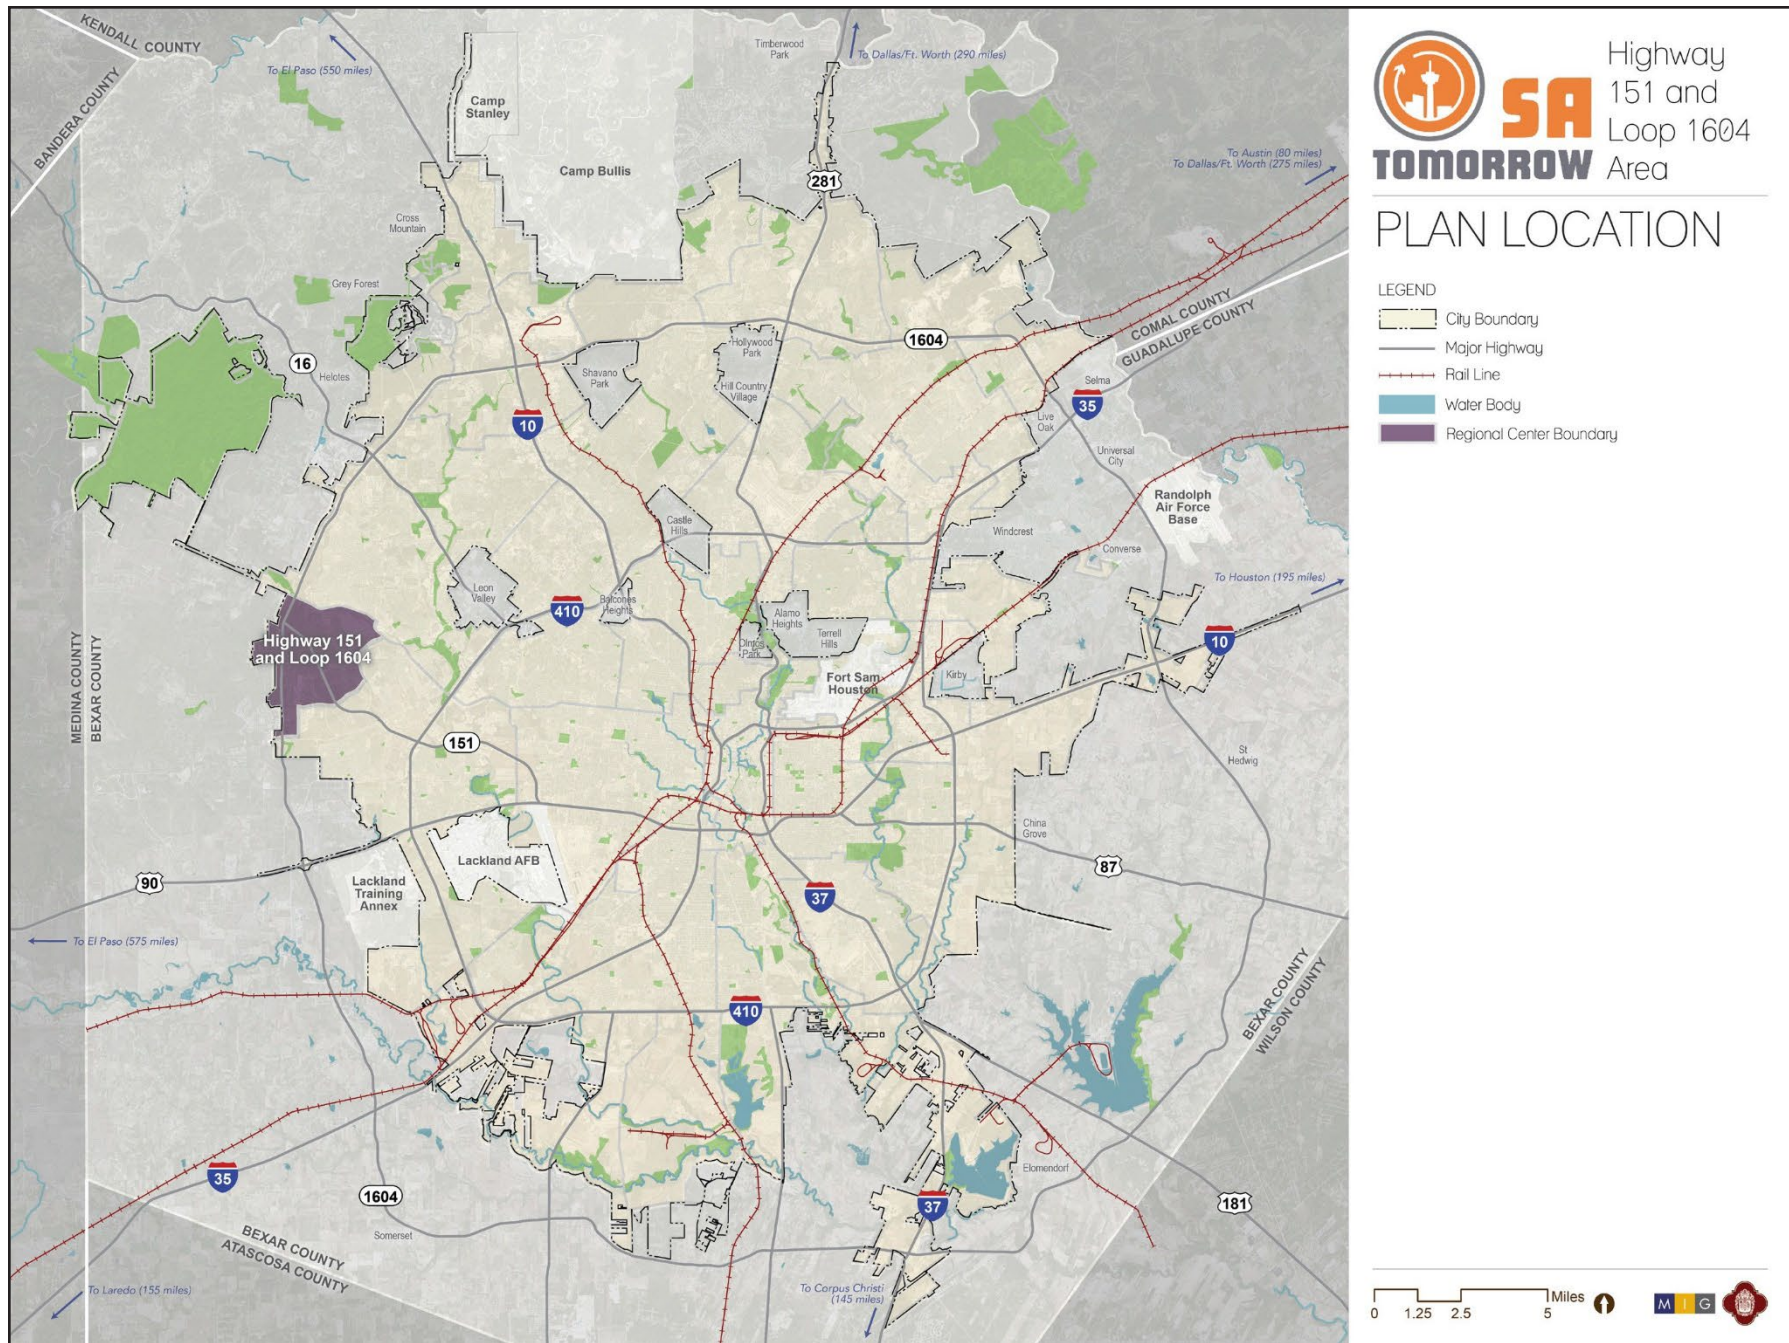 KENDALL COUNTY
BANDERA COUNTY
To El Paso (550 miles)
Timberwood
Park
To Dallas/Ft. Worth (290 miles)
Camp
Stanley
Camp Bullis
281
To Austin (80 miles)
To Dallas/Ft. Worth (275 miles)
Cross
Mountain
Grey Forest
16
Helotes
Shavano
Park
Hollywood
Park
Hill Country
Village
1604
COMAL COUNTY
GUADALUPE COUNTY
Selma
35
Live
Oak
10
Universal
City
Randolph
Air Force
Base
Castle
Hills
Windcrest
Converse
To Houston (195 miles)
Leon
Valley
410
Balcones
Heights
Alamo
Heights
Terrell
Hills
Olmos
Park
10
Highway 151
and Loop 1604
Fort Sam
Houston
Kirby
MEDINA COUNTY
BEXAR COUNTY
151
St
Hedwig
China
Grove
Lackland AFB
87
90
Lackland
Training
Annex
37
To El Paso (575 miles)
BEXAR COUNTY
WILSON COUNTY
410
35
1604
Elomendorf
37
181
Somerset
BEXAR COUNTY
ATASCOSA COUNTY
To Laredo (155 miles)
To Corpus Christi
(145 miles)
SA
TOMORROW
Highway
151 and
Loop 1604
Area
PLAN LOCATION
LEGEND
City Boundary
Major Highway
Rail Line
Water Body
Regional Center Boundary
0 1.25 2.5 5 Miles
M I G